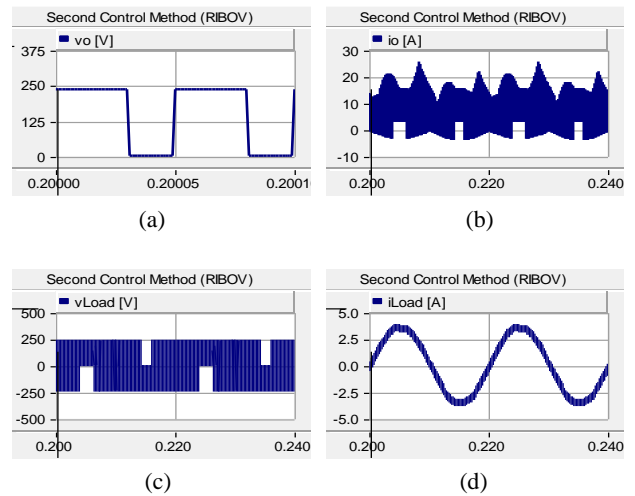 Second Control Method (RIBOV)
vo [V]
375
250
125
0
0.20000
0.20005
0.2001
(a)
Second Control Method (RIBOV)
io [A]
30
20
10
0
-10
0.200
0.220
0.240
(b)
Second Control Method (RIBOV)
vLoad [V]
500
250
0
-250
-500
0.200
0.220
0.240
(c)
Second Control Method (RIBOV)
iLoad [A]
5.0
2.5
0.0
-2.5
-5.0
0.200
0.220
0.240
(d)